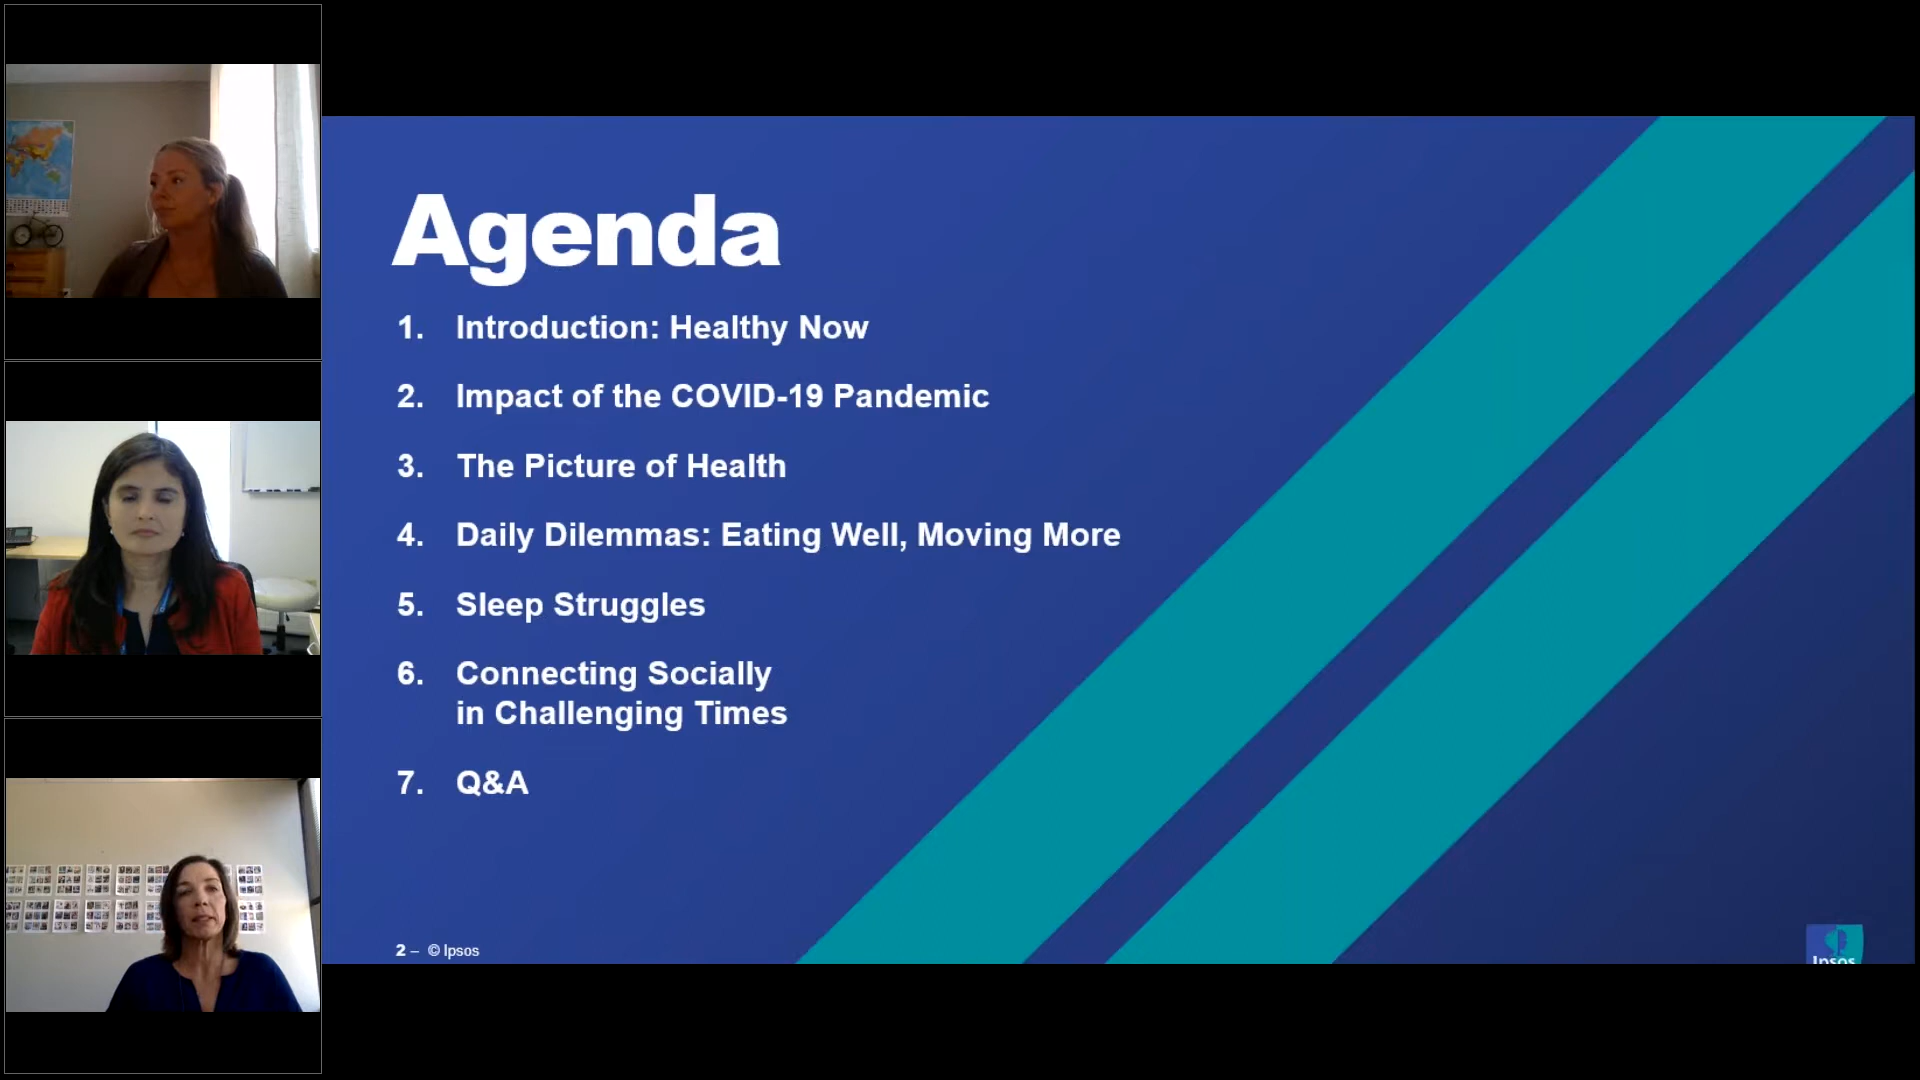 Agenda
1. Introduction: Healthy Now
2. Impact of the COVID-19 Pandemic
3. The Picture of Health
4. Daily Dilemmas: Eating Well, Moving More
5. Sleep Struggles
6. Connecting Socially
in Challenging Times
7. Q&A
2 – © Ipsos
Ipsos